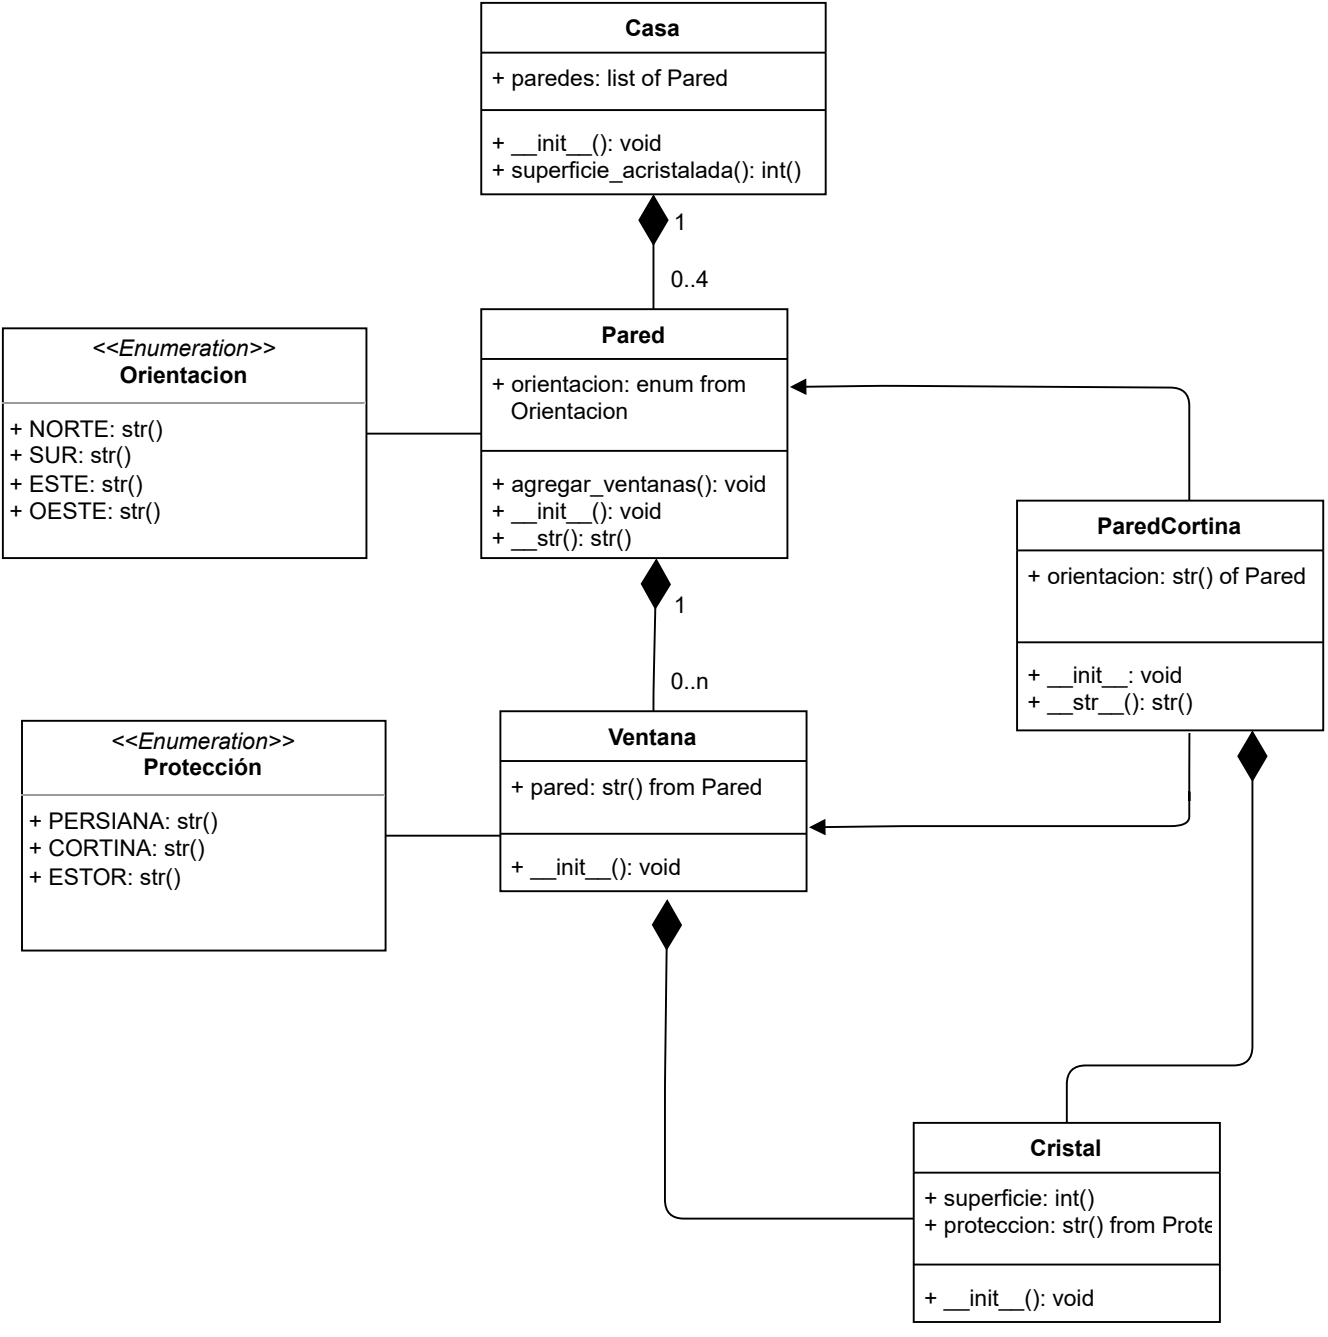 Casa
+ paredes: list of Pared
+ __init__(): void
+ superficie_acristalada(): int()
1
0..4
<<Enumeration>>
Orientacion
+ NORTE: str()
+ SUR: str()
+ ESTE: str()
+ OESTE: str()
Pared
+ orientacion: enum from
Orientacion
+ agregar_ventanas(): void
+ __init__(): void
+ __str(): str()
ParedCortina
+ orientacion: str() of Pared
+ __init__: void
+ __str__(): str()
1
0..n
<<Enumeration>>
Protección
+ PERSIANA: str()
+ CORTINA: str()
+ ESTOR: str()
Ventana
+ pared: str() from Pared
+ __init__(): void
Cristal
+ superficie: int()
+ proteccion: str() from Prote
+ __init__(): void